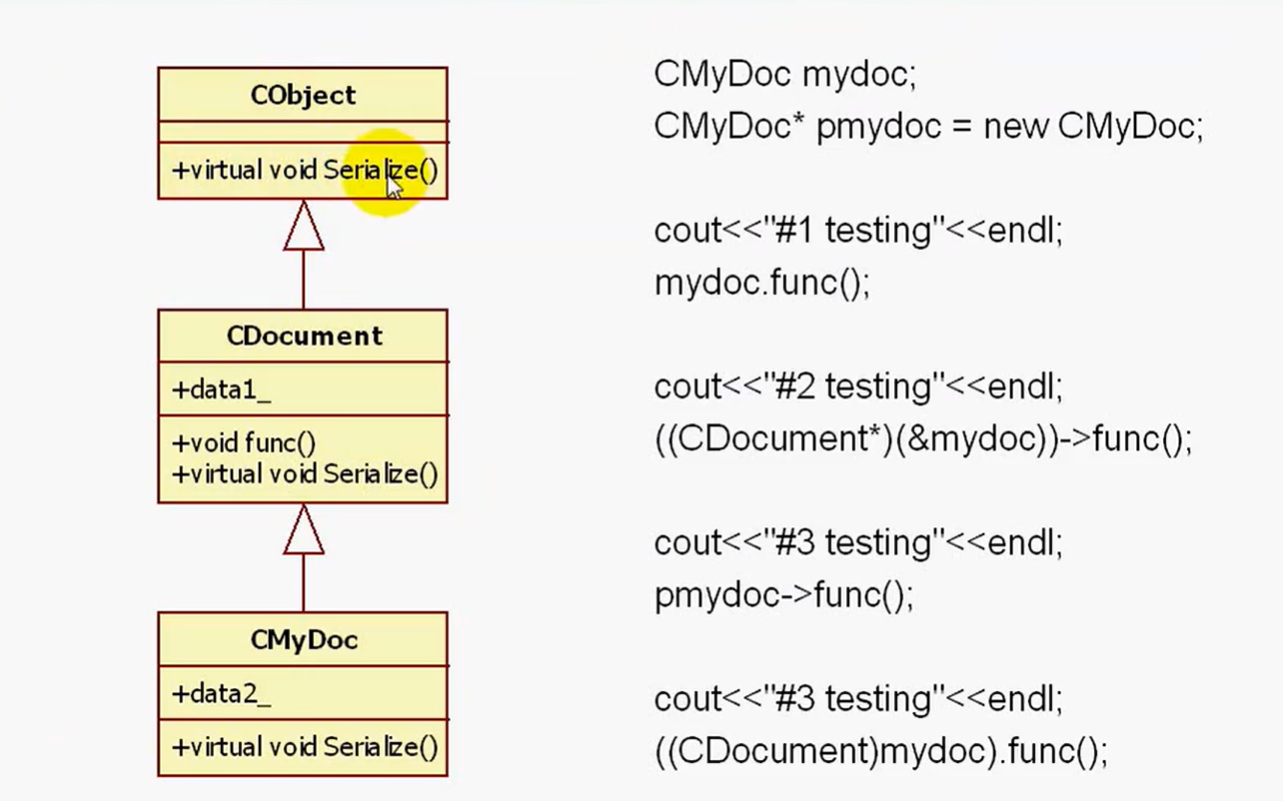 CObject
+virtual void Serialize()
CDocument
+data1_
+void func()
+virtual void Serialize()
CMyDoc
+data2_
+virtual void Serialize()
CMyDoc mydoc;
CMyDoc* pmydoc = new CMyDoc;
cout<<"#1 testing"<<endl;
mydoc.func();
cout<<"#2 testing"<<endl;
((CDocument*)(&mydoc))->func();
cout<<"#3 testing"<<endl;
pmydoc->func();
cout<<"#3 testing"<<endl;
((CDocument)mydoc).func();